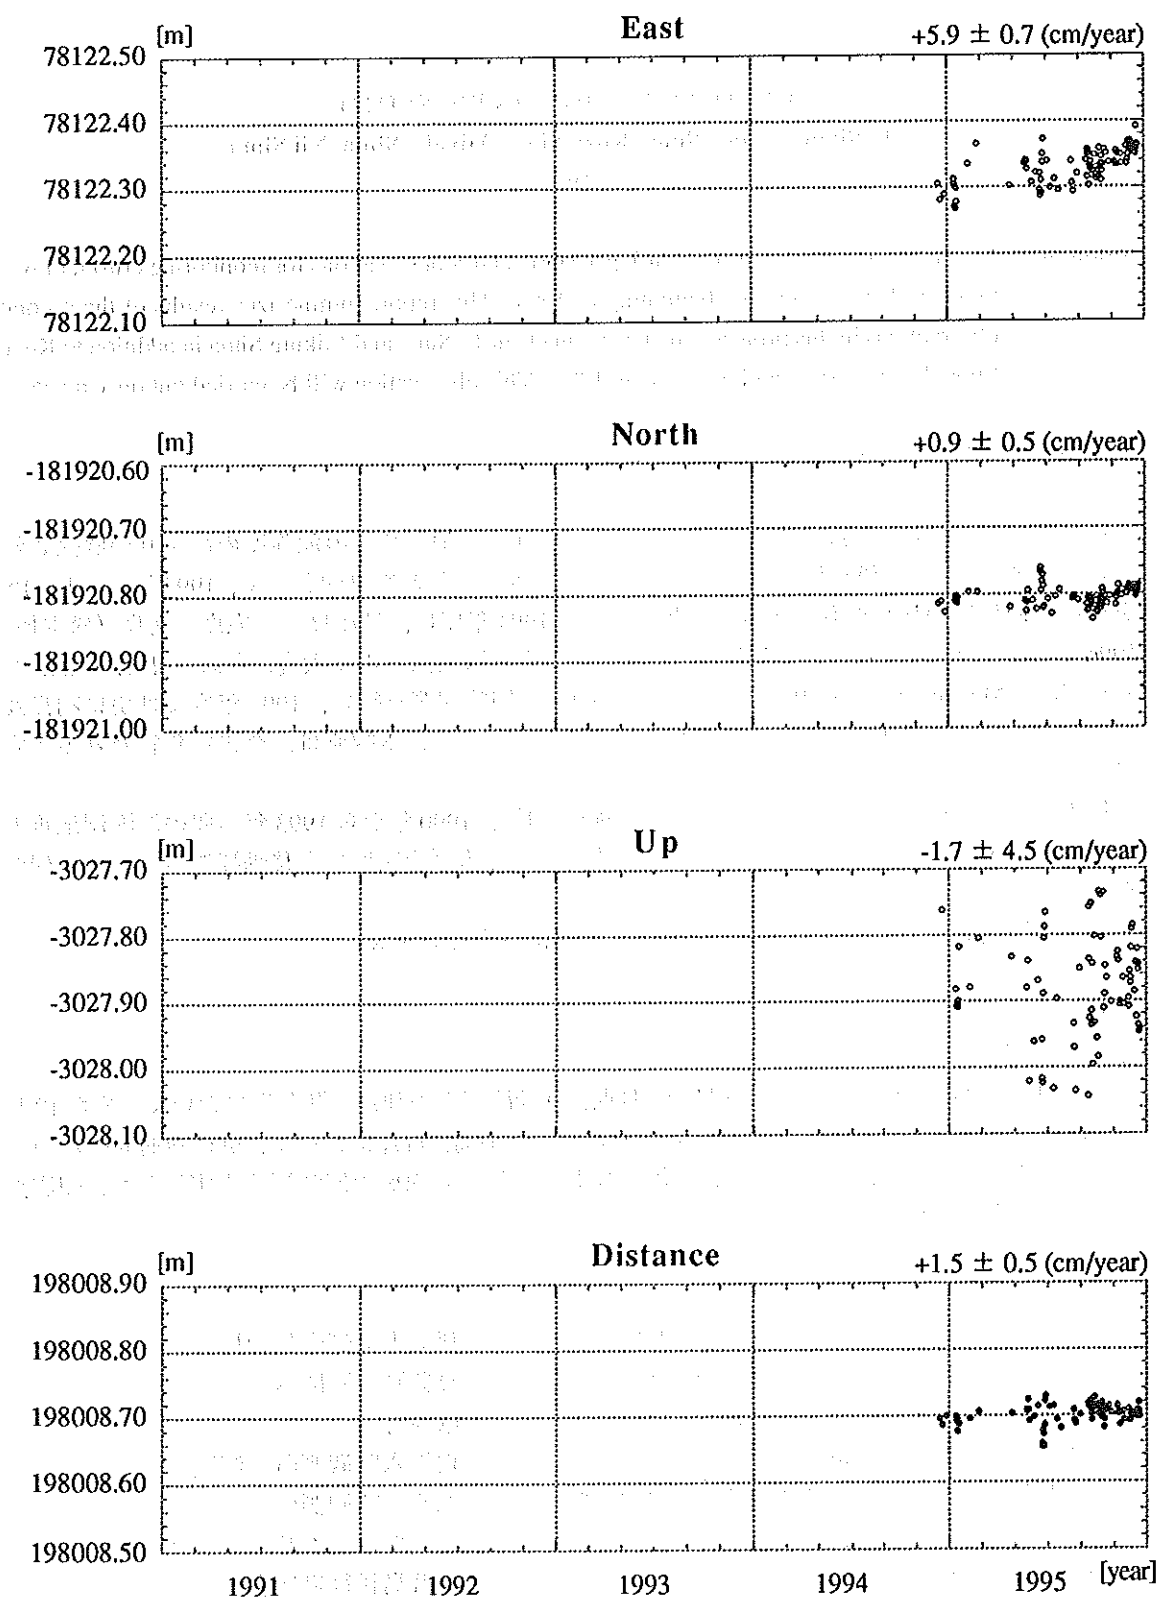 East
[m]
+5.9 ± 0.7 (cm/year)
78122.50
78122.40
78122.30
78122.20
78122.10
North
[m]
+0.9 ± 0.5 (cm/year)
-181920.60
-181920.70
-181920.80
-181920.90
-181921.00
Up
[m]
-1.7 ± 4.5 (cm/year)
-3027.70
-3027.80
-3027.90
-3028.00
-3028.10
Distance
[m]
+1.5 ± 0.5 (cm/year)
198008.90
198008.80
198008.70
198008.60
198008.50
1991 1992 1993 1994 1995 [year]